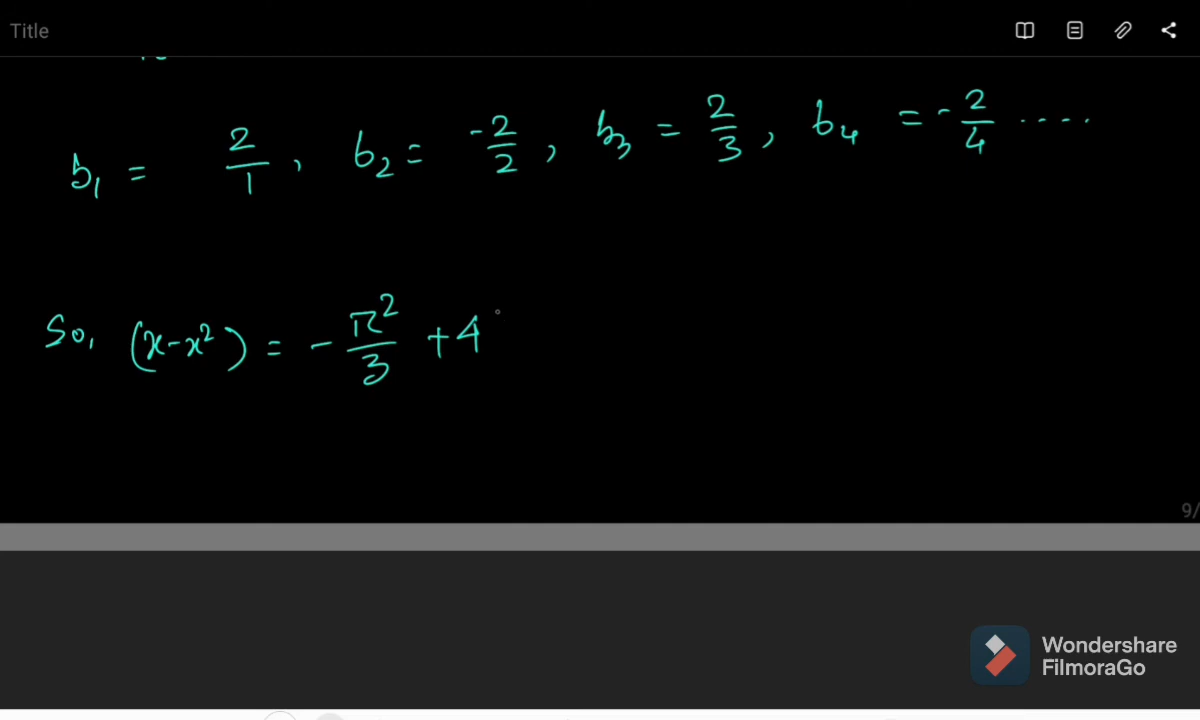 Title
b₁ = 2/1, b₂ = -2/2, b₃ = 2/3, b₄ = -2/4 ....
So, (x-x²) = - π²/3 + 4
9/
Wondershare
FilmoraGo